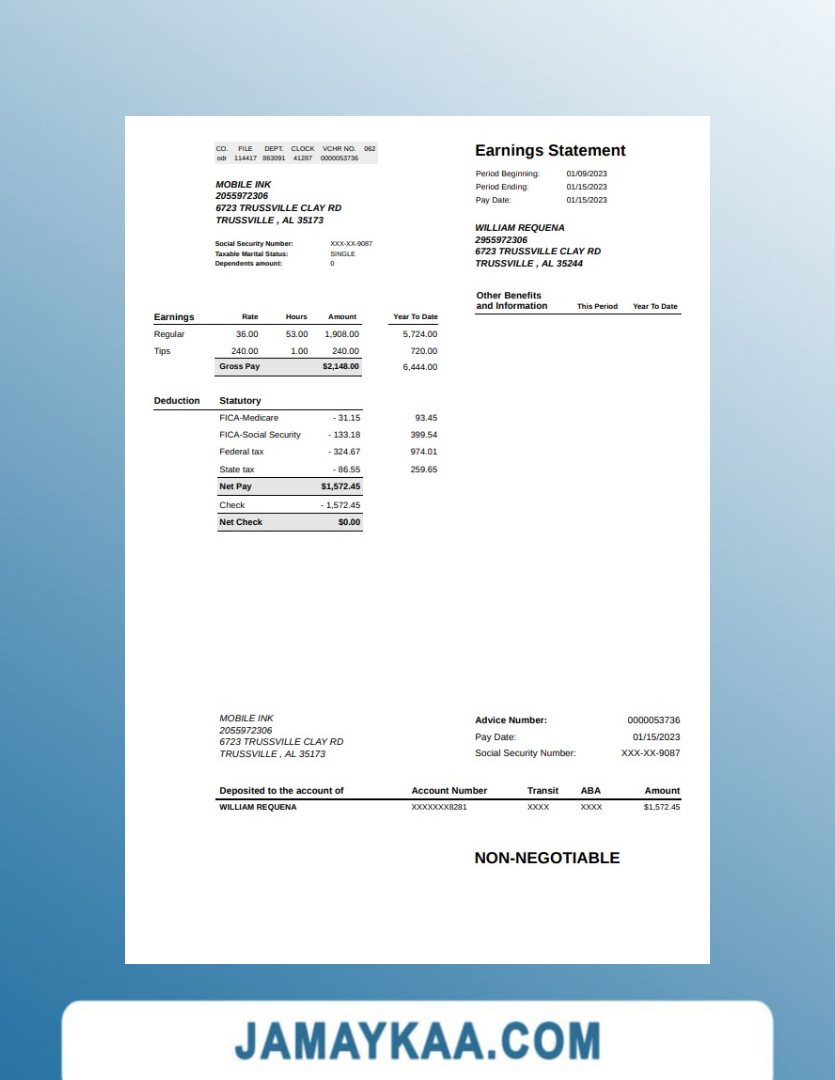 CO. FILE DEPT. CLOCK VCHR NO. 062
odr 114417 863091 41287 0000053736
Earnings Statement
Period Beginning: 01/09/2023
Period Ending: 01/15/2023
Pay Date: 01/15/2023
MOBILE INK
2055972306
6723 TRUSSVILLE CLAY RD
TRUSSVILLE , AL 35173
WILLIAM REQUENA
2955972306
6723 TRUSSVILLE CLAY RD
TRUSSVILLE , AL 35244
Social Security Number: XXX-XX-9087
Taxable Marital Status: SINGLE
Dependents amount: 0
Other Benefits
and Information This Period Year To Date
Earnings Rate Hours Amount Year To Date
Regular 36.00 53.00 1,908.00 5,724.00
Tips 240.00 1.00 240.00 720.00
Gross Pay $2,148.00 6,444.00
Deduction Statutory
FICA-Medicare - 31.15 93.45
FICA-Social Security - 133.18 399.54
Federal tax - 324.67 974.01
State tax - 86.55 259.65
Net Pay $1,572.45
Check - 1,572.45
Net Check $0.00
MOBILE INK
2055972306
6723 TRUSSVILLE CLAY RD
TRUSSVILLE , AL 35173
Advice Number: 0000053736
Pay Date: 01/15/2023
Social Security Number: XXX-XX-9087
Deposited to the account of Account Number Transit ABA Amount
WILLIAM REQUENA XXXXXXX8281 XXXX XXXX $1,572.45
NON-NEGOTIABLE
JAMAYKAA.COM